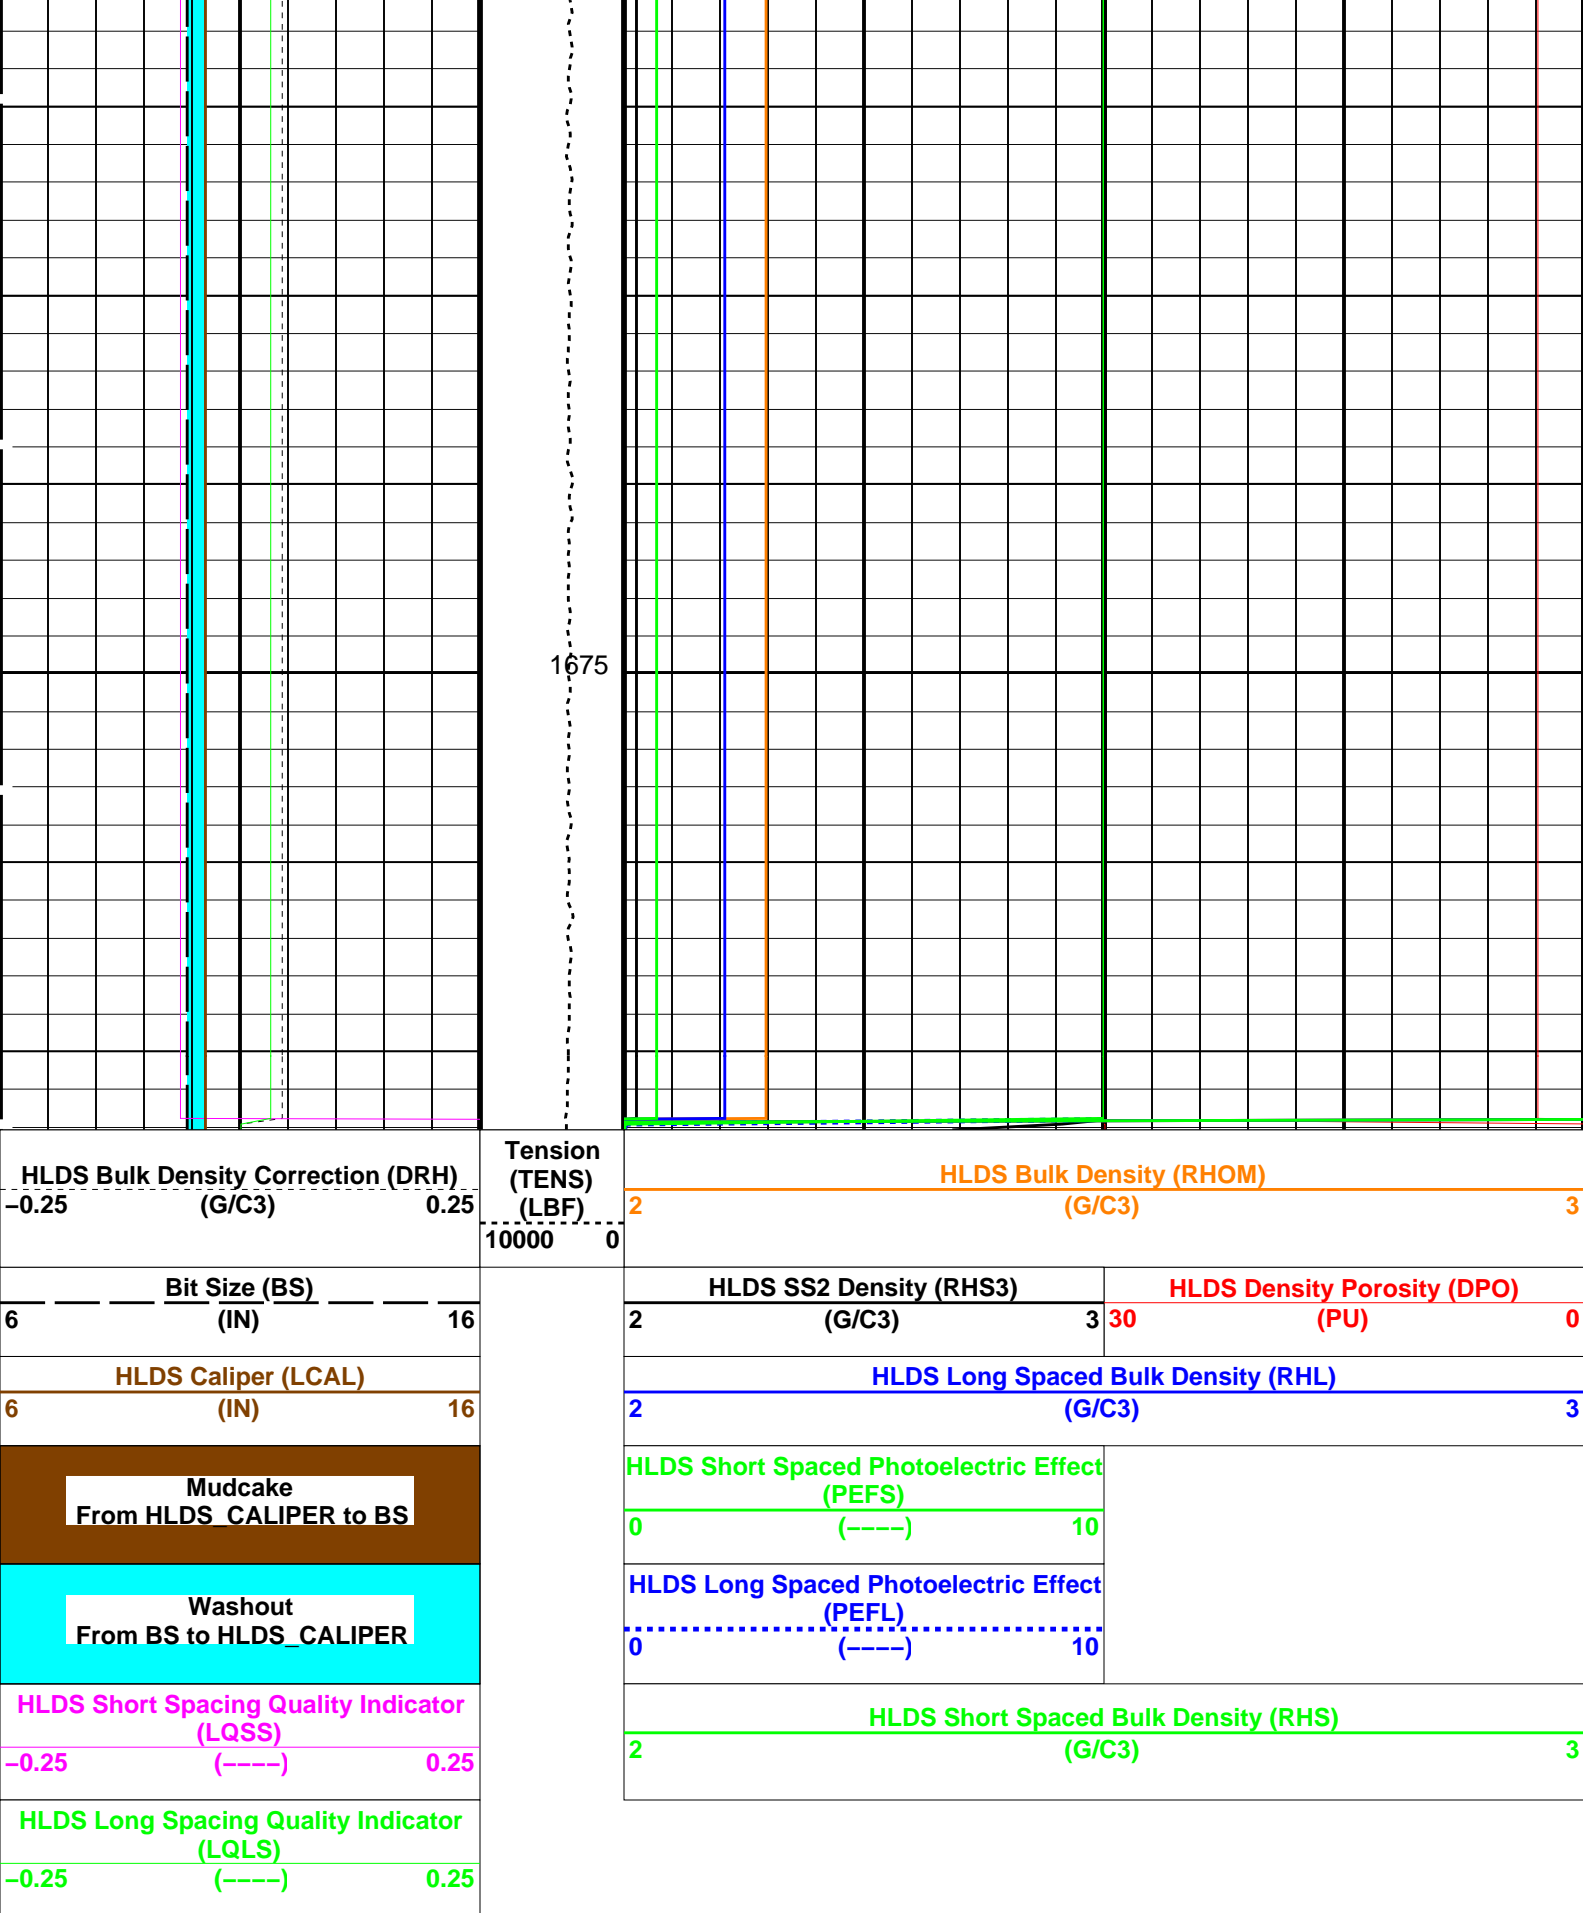 1675
HLDS Bulk Density Correction (DRH)
−0.25 (G/C3) 0.25
Tension
(TENS)
(LBF)
10000 0
HLDS Bulk Density (RHOM)
2 (G/C3) 3
Bit Size (BS)
6 (IN) 16
HLDS SS2 Density (RHS3)
2 (G/C3) 3
HLDS Density Porosity (DPO)
30 (PU) 0
HLDS Caliper (LCAL)
6 (IN) 16
HLDS Long Spaced Bulk Density (RHL)
2 (G/C3) 3
Mudcake
From HLDS_CALIPER to BS
HLDS Short Spaced Photoelectric Effect
(PEFS)
0 (−−−−) 10
Washout
From BS to HLDS_CALIPER
HLDS Long Spaced Photoelectric Effect
(PEFL)
0 (−−−−) 10
HLDS Short Spacing Quality Indicator
(LQSS)
−0.25 (−−−−) 0.25
HLDS Short Spaced Bulk Density (RHS)
2 (G/C3) 3
HLDS Long Spacing Quality Indicator
(LQLS)
−0.25 (−−−−) 0.25